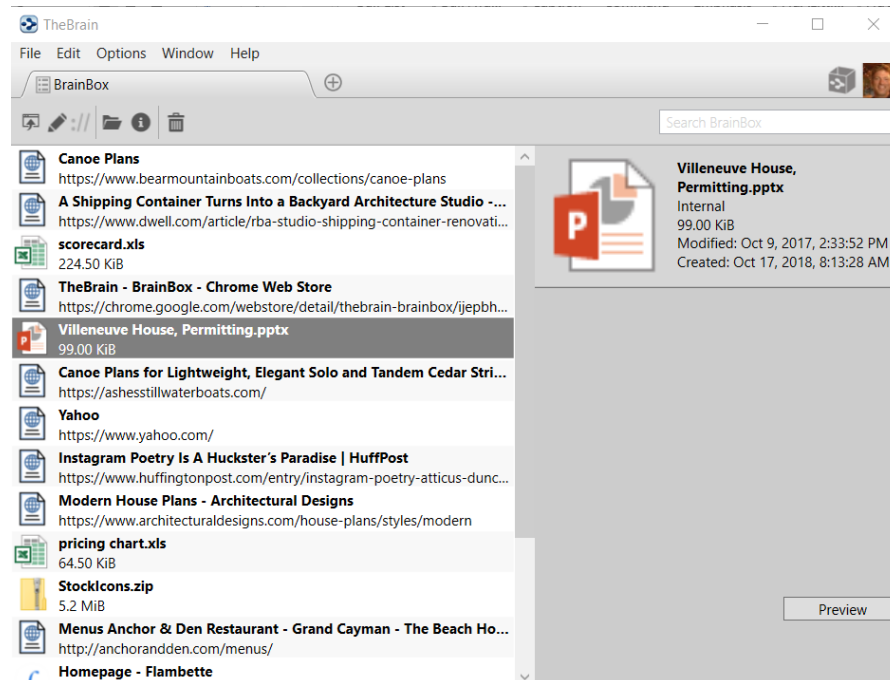 TheBrain
File Edit Options Window Help
BrainBox
Search BrainBox
Canoe Plans
https://www.bearmountainboats.com/collections/canoe-plans
A Shipping Container Turns Into a Backyard Architecture Studio -...
https://www.dwell.com/article/rba-studio-shipping-container-renovati...
scorecard.xls
224.50 KiB
TheBrain - BrainBox - Chrome Web Store
https://chrome.google.com/webstore/detail/thebrain-brainbox/ijepbh...
Villeneuve House, Permitting.pptx
99.00 KiB
Canoe Plans for Lightweight, Elegant Solo and Tandem Cedar Stri...
https://ashesstillwaterboats.com/
Yahoo
https://www.yahoo.com/
Instagram Poetry Is A Huckster’s Paradise | HuffPost
https://www.huffingtonpost.com/entry/instagram-poetry-atticus-dunc...
Modern House Plans - Architectural Designs
https://www.architecturaldesigns.com/house-plans/styles/modern
pricing chart.xls
64.50 KiB
StockIcons.zip
5.2 MiB
Menus Anchor & Den Restaurant - Grand Cayman - The Beach Ho...
http://anchorandden.com/menus/
Homepage - Flambette
P
Villeneuve House,
Permitting.pptx
Internal
99.00 KiB
Modified: Oct 9, 2017, 2:33:52 PM
Created: Oct 17, 2018, 8:13:28 AM
Preview